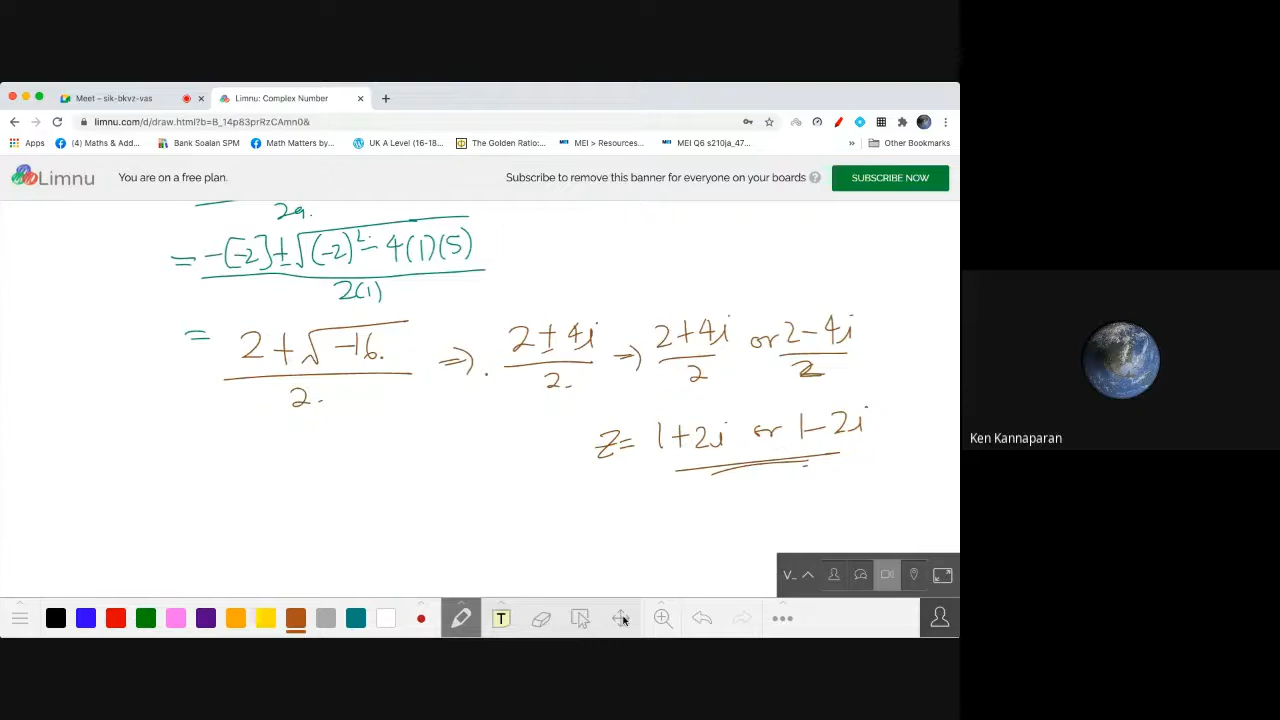 Meet – sik-bkvz-vas
Limnu: Complex Number
limnu.com/d/draw.html?b=B_14p83prRzCAmn0&
Apps (4) Maths & Add... Bank Soalan SPM Math Matters by... UK A Level (16-18... The Golden Ratio:... MEI > Resources... MEI Q6 s210ja_47... » Other Bookmarks
Limnu You are on a free plan. Subscribe to remove this banner for everyone on your boards SUBSCRIBE NOW
2a.
= -[-2] ± √(-2)² - 4(1)(5)
2(1)
= 2 + √-16. ⇒ . 2 ± 4i ⇒ 2+4i or 2-4i
2. 2. 2 2
z = 1+2i or 1-2i
Ken Kannaparan
V...
T